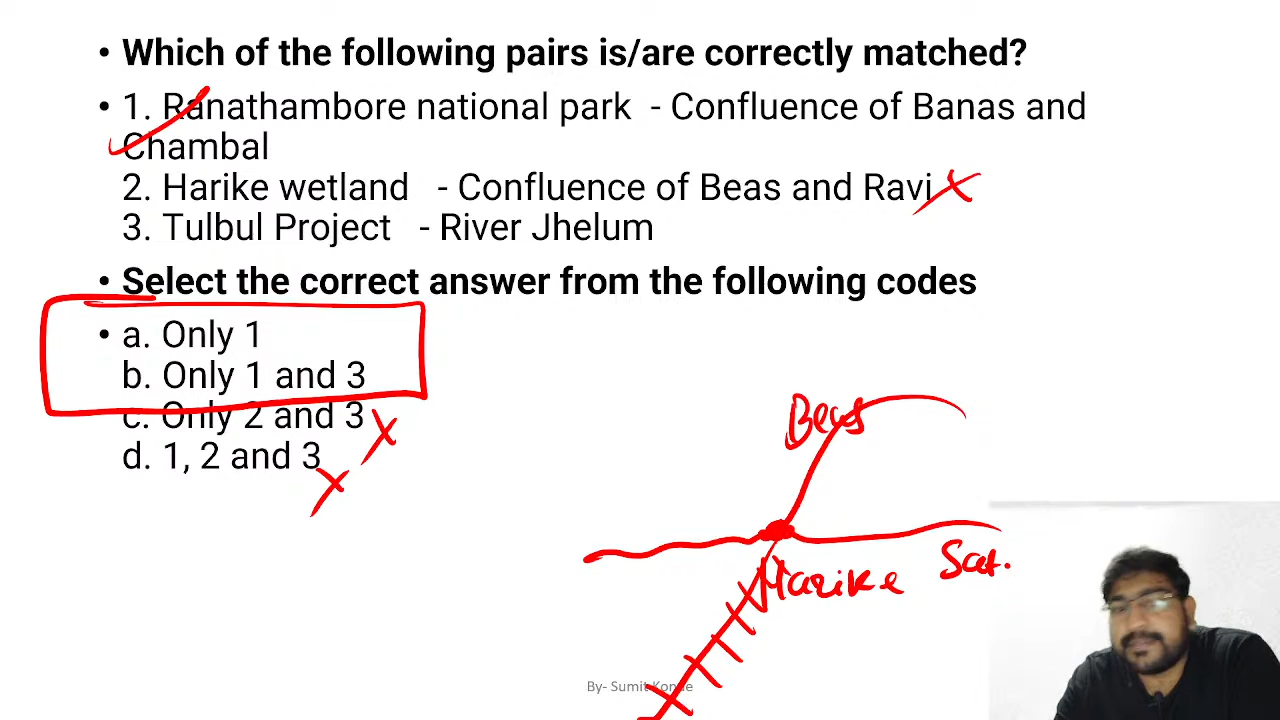 • Which of the following pairs is/are correctly matched?
• 1. Ranathambore national park - Confluence of Banas and
Chambal
2. Harike wetland - Confluence of Beas and Ravi
3. Tulbul Project - River Jhelum
• Select the correct answer from the following codes
• a. Only 1
b. Only 1 and 3
c. Only 2 and 3
d. 1, 2 and 3
Beas
Harike
Sat.
By- Sumit Konde